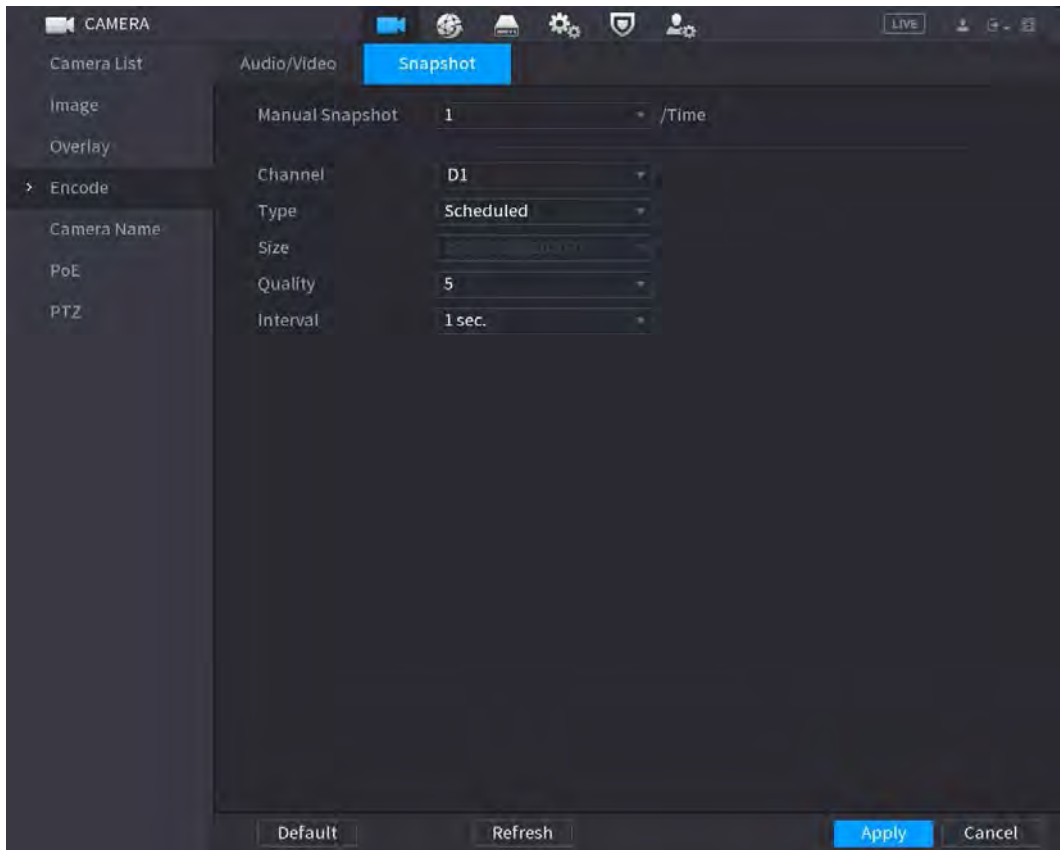 CAMERA
LIVE
Camera List
Image
Overlay
Encode
Camera Name
PoE
PTZ
Audio/Video Snapshot
Manual Snapshot 1 /Time
Channel D1
Type Scheduled
Size
Quality 5
Interval 1 sec.
Default Refresh Apply Cancel